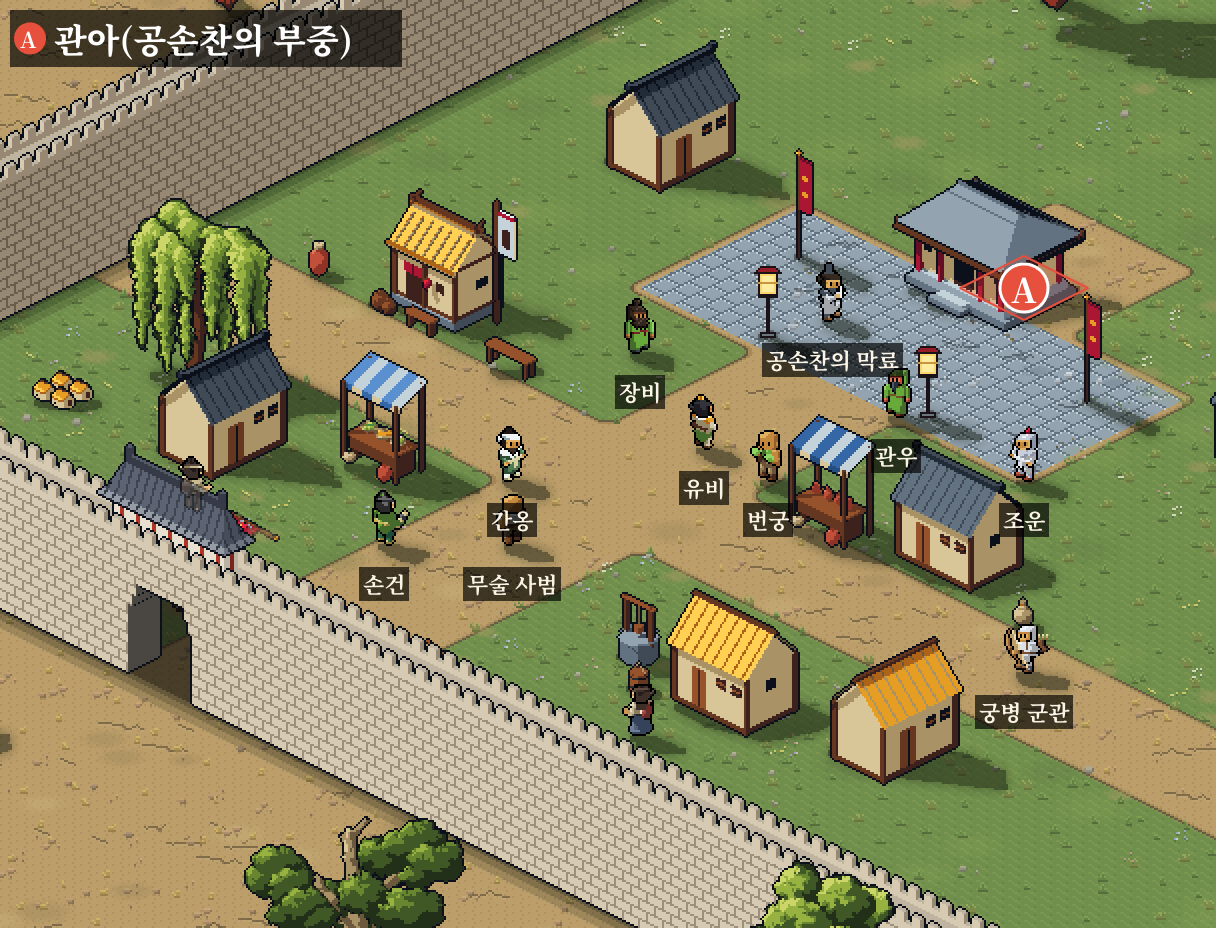 A 관아(공손찬의 부중)
A
공손찬의 막료
장비
관우
유비
번궁
간옹
조운
손건
무술 사범
궁병 군관